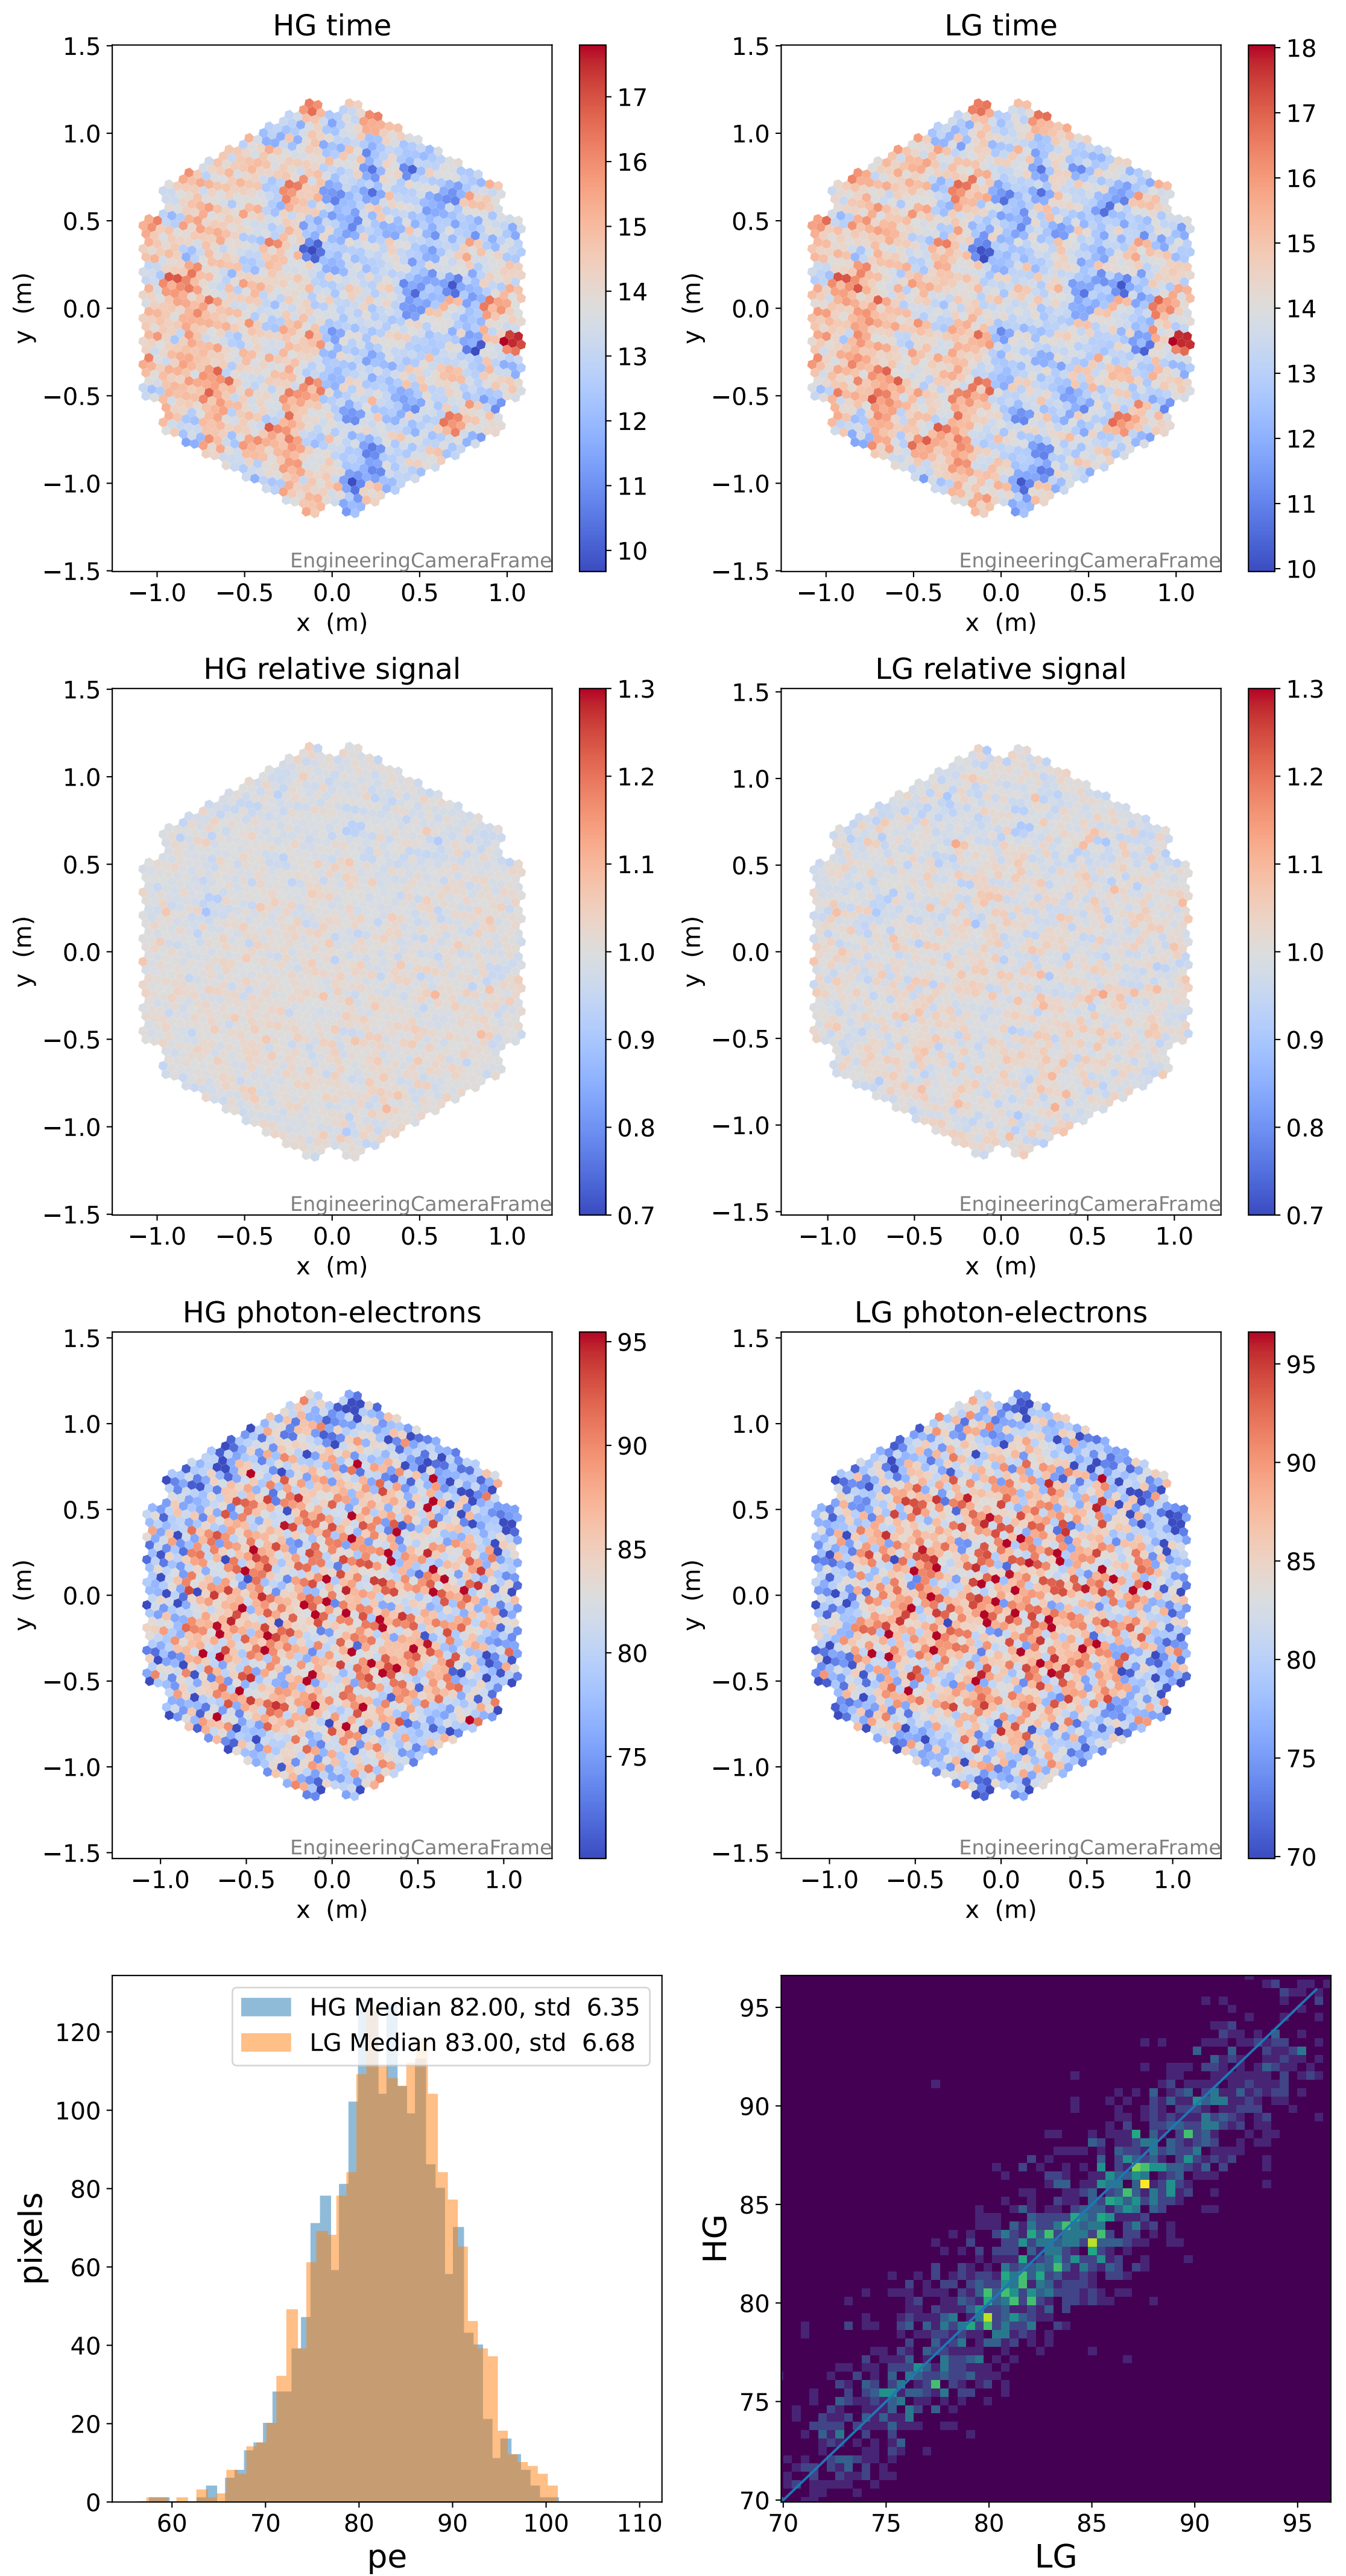 HG time
LG time
1.5
1.0
0.5
0.0
−0.5
−1.0
−1.5
y (m)
−1.0 −0.5 0.0 0.5 1.0
x (m)
EngineeringCameraFrame
17
16
15
14
13
12
11
10
1.5
1.0
0.5
0.0
−0.5
−1.0
−1.5
y (m)
−1.0 −0.5 0.0 0.5 1.0
x (m)
EngineeringCameraFrame
18
17
16
15
14
13
12
11
10
HG relative signal
LG relative signal
1.5
1.0
0.5
0.0
−0.5
−1.0
−1.5
y (m)
−1.0 −0.5 0.0 0.5 1.0
x (m)
EngineeringCameraFrame
1.3
1.2
1.1
1.0
0.9
0.8
0.7
1.5
1.0
0.5
0.0
−0.5
−1.0
−1.5
y (m)
−1.0 −0.5 0.0 0.5 1.0
x (m)
EngineeringCameraFrame
1.3
1.2
1.1
1.0
0.9
0.8
0.7
HG photon-electrons
LG photon-electrons
1.5
1.0
0.5
0.0
−0.5
−1.0
−1.5
y (m)
−1.0 −0.5 0.0 0.5 1.0
x (m)
EngineeringCameraFrame
95
90
85
80
75
1.5
1.0
0.5
0.0
−0.5
−1.0
−1.5
y (m)
−1.0 −0.5 0.0 0.5 1.0
x (m)
EngineeringCameraFrame
95
90
85
80
75
70
HG Median 82.00, std 6.35
LG Median 83.00, std 6.68
120
100
80
60
40
20
0
pixels
60 70 80 90 100 110
pe
95
90
85
80
75
70
HG
70 75 80 85 90 95
LG